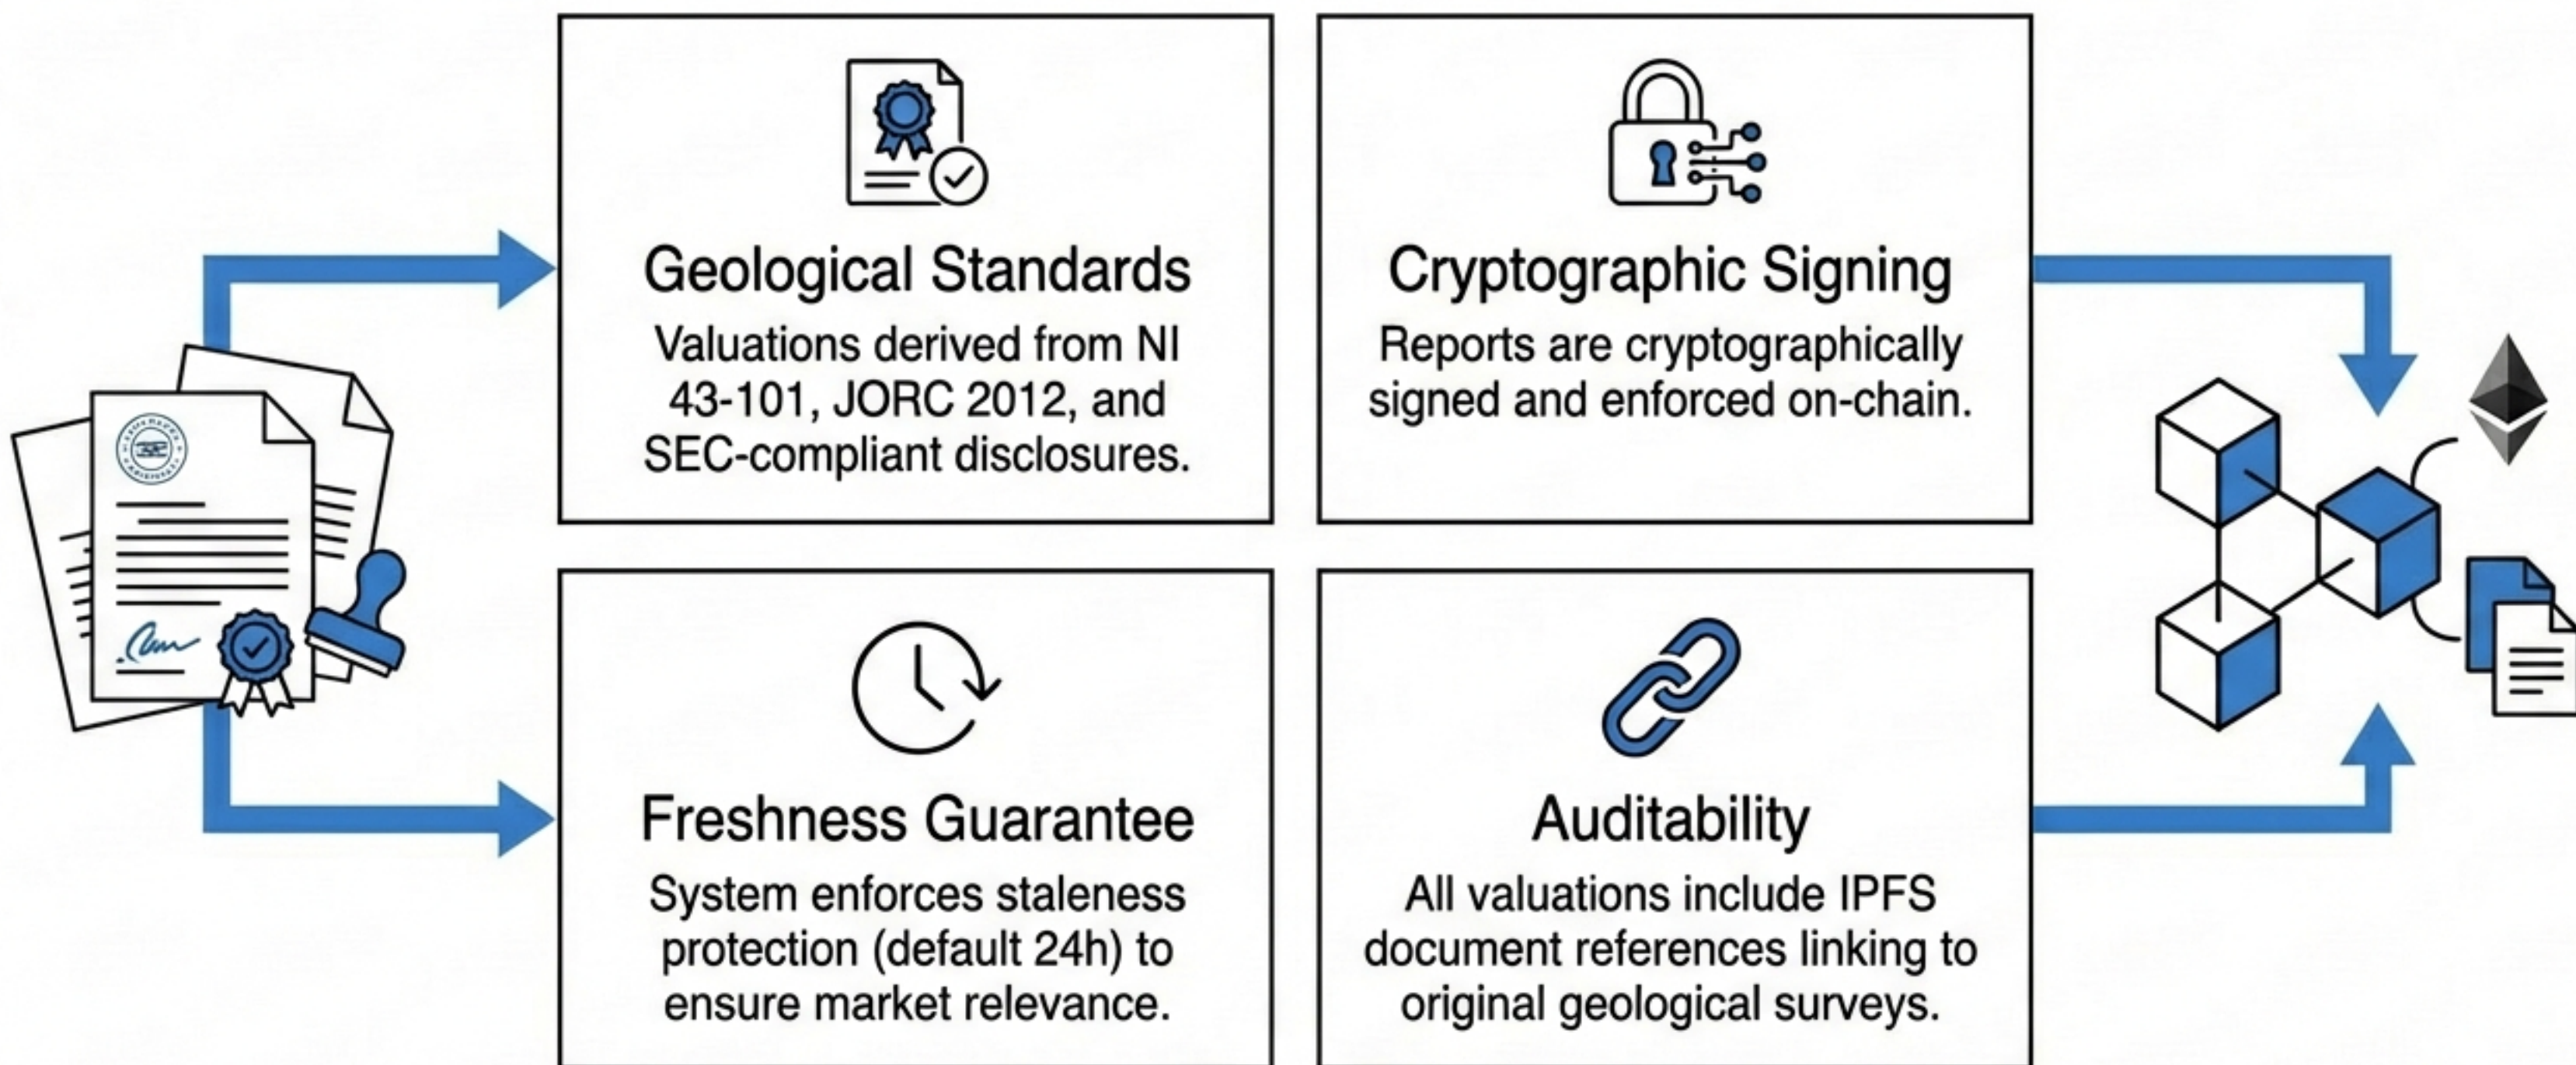 Geological Standards
Valuations derived from NI
43-101, JORC 2012, and
SEC-compliant disclosures.
Cryptographic Signing
Reports are cryptographically
signed and enforced on-chain.
Freshness Guarantee
System enforces staleness
protection (default 24h) to
ensure market relevance.
Auditability
All valuations include IPFS
document references linking to
original geological surveys.